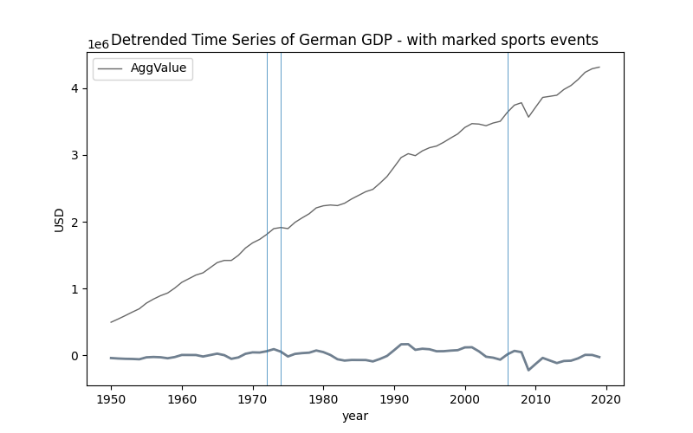 Detrended Time Series of German GDP - with marked sports events
1e6
AggValue
4
3
2
1
0
USD
1950 1960 1970 1980 1990 2000 2010 2020
year